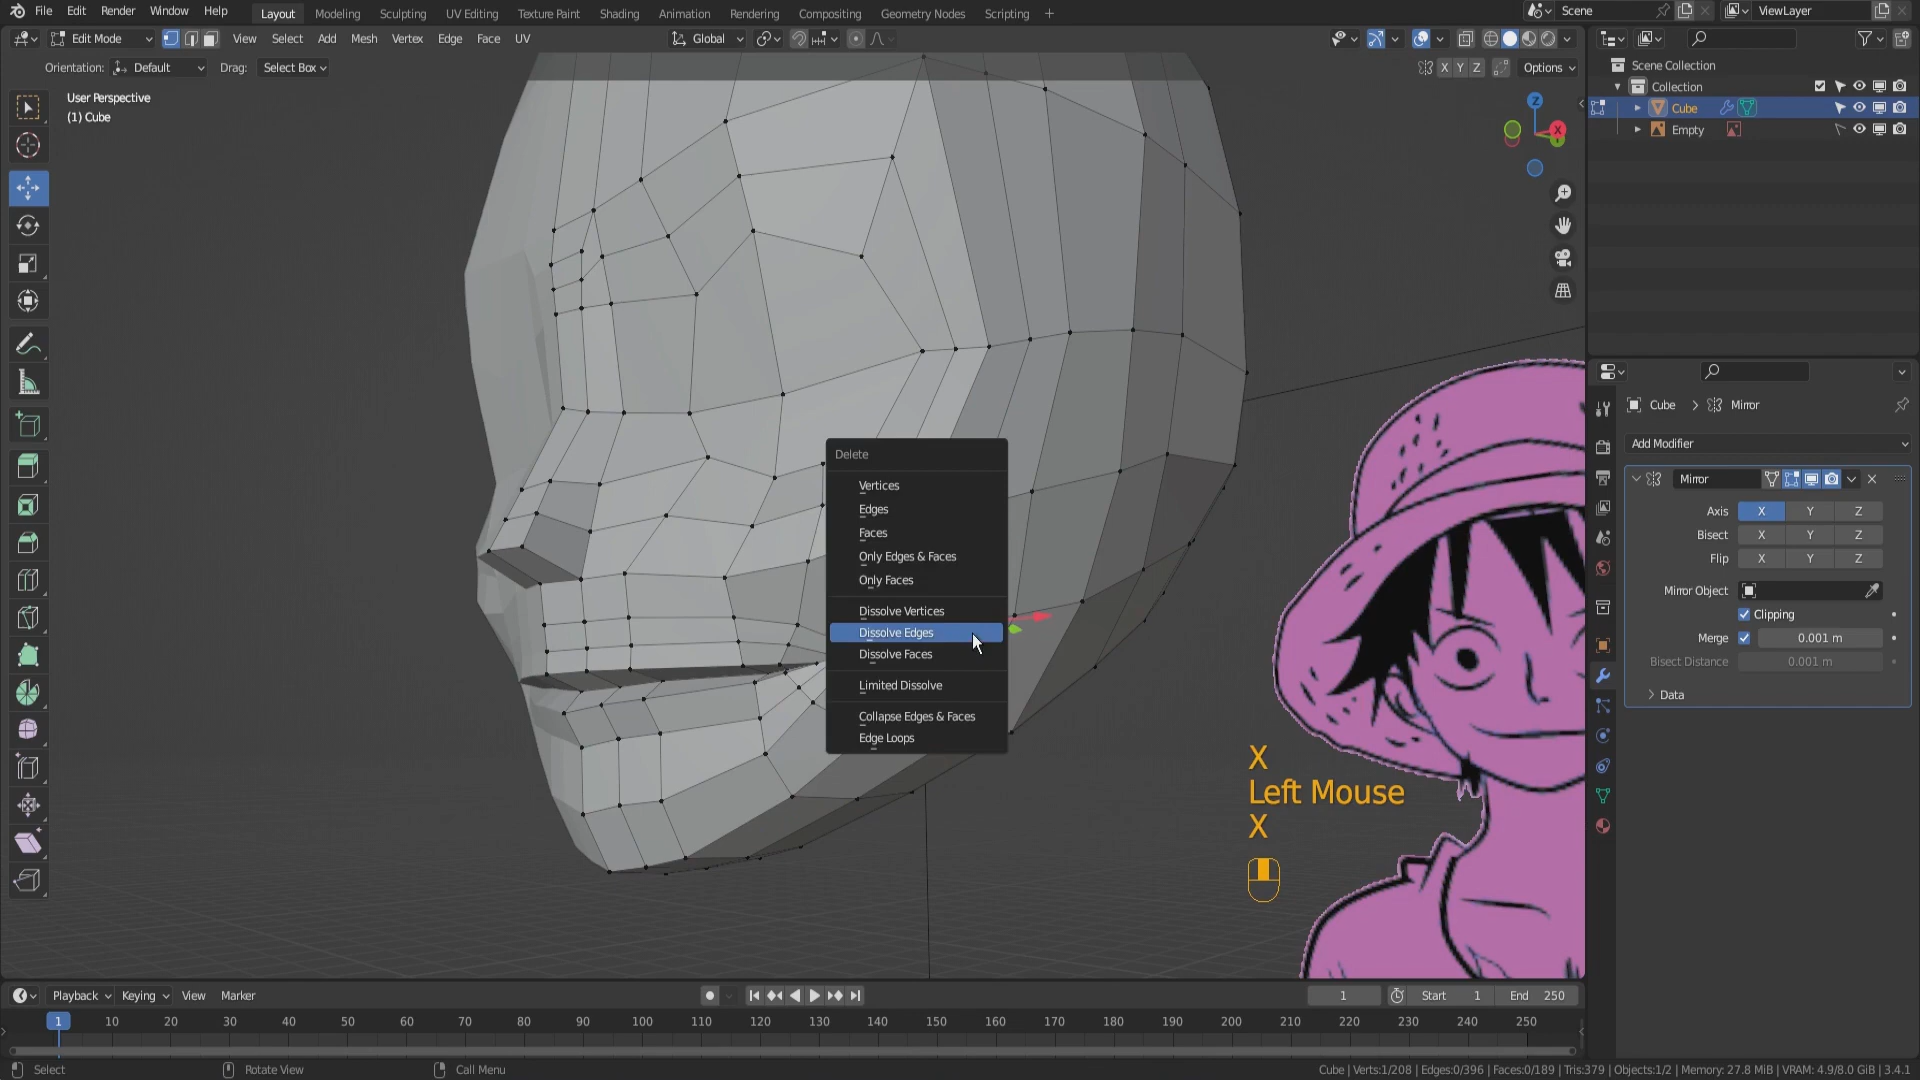 File Edit Render Window Help Layout Modeling Sculpting UV Editing Texture Paint Shading Animation Rendering Compositing Geometry Nodes Scripting + Scene ViewLayer
Edit Mode View Select Add Mesh Vertex Edge Face UV Global
Orientation: Default Drag: Select Box X Y Z Options
User Perspective
(1) Cube
Z
X
Scene Collection
Collection
Cube
Empty
Cube > Mirror
Add Modifier
Mirror
Axis X Y Z
Bisect X Y Z
Flip X Y Z
Mirror Object
Clipping
Merge 0.001 m
Bisect Distance 0.001 m
Data
Delete
Vertices
Edges
Faces
Only Edges & Faces
Only Faces
Dissolve Vertices
Dissolve Edges
Dissolve Faces
Limited Dissolve
Collapse Edges & Faces
Edge Loops
X
Left Mouse
X
Playback Keying View Marker 1 Start 1 End 250
1 10 20 30 40 50 60 70 80 90 100 110 120 130 140 150 160 170 180 190 200 210 220 230 240 250
Select Rotate View Call Menu Cube | Verts:1/208 | Edges:0/396 | Faces:0/189 | Tris:379 | Objects:1/2 | Memory: 27.8 MiB | VRAM: 4.9/8.0 GiB | 3.4.1